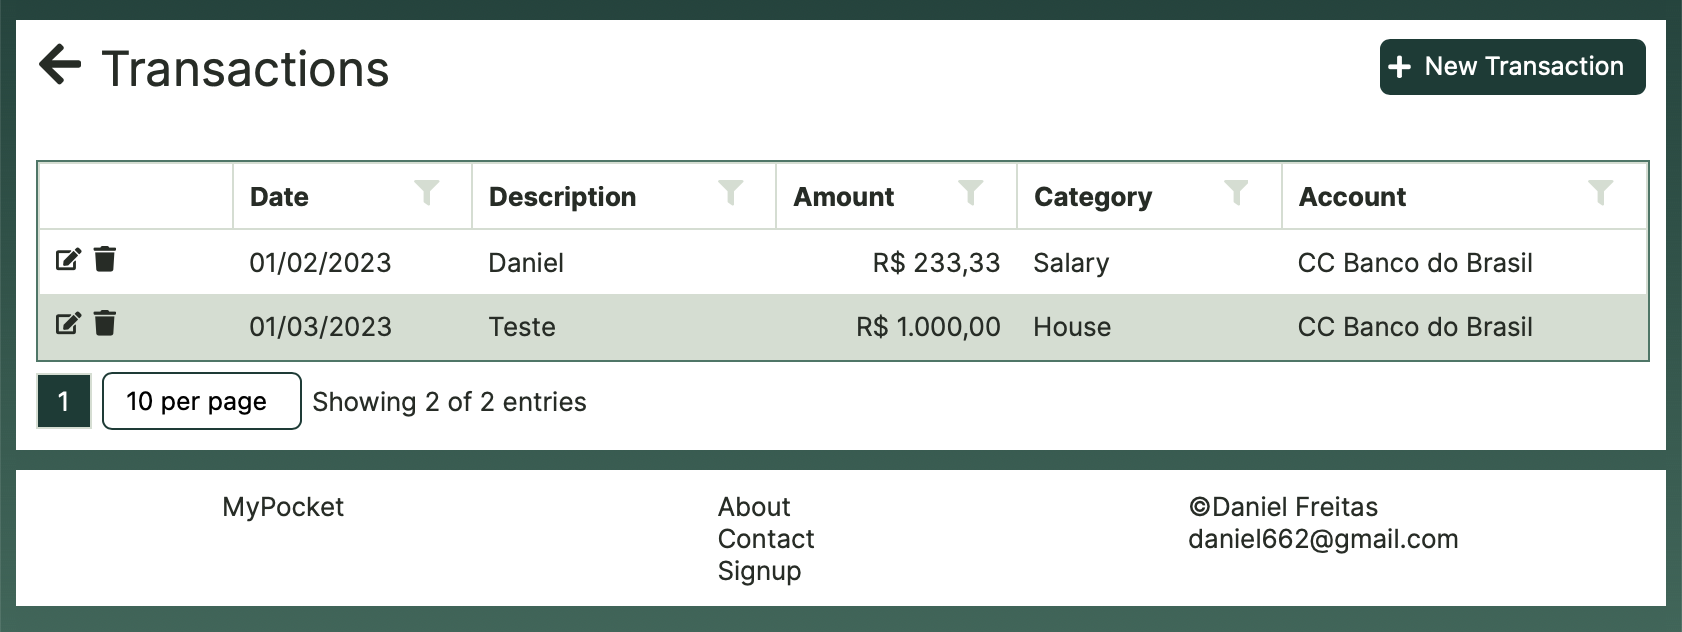 Transactions
New Transaction
Date Description Amount Category Account
01/02/2023 Daniel R$ 233,33 Salary CC Banco do Brasil
01/03/2023 Teste R$ 1.000,00 House CC Banco do Brasil
1 10 per page Showing 2 of 2 entries
MyPocket
About
Contact
Signup
©Daniel Freitas
daniel662@gmail.com